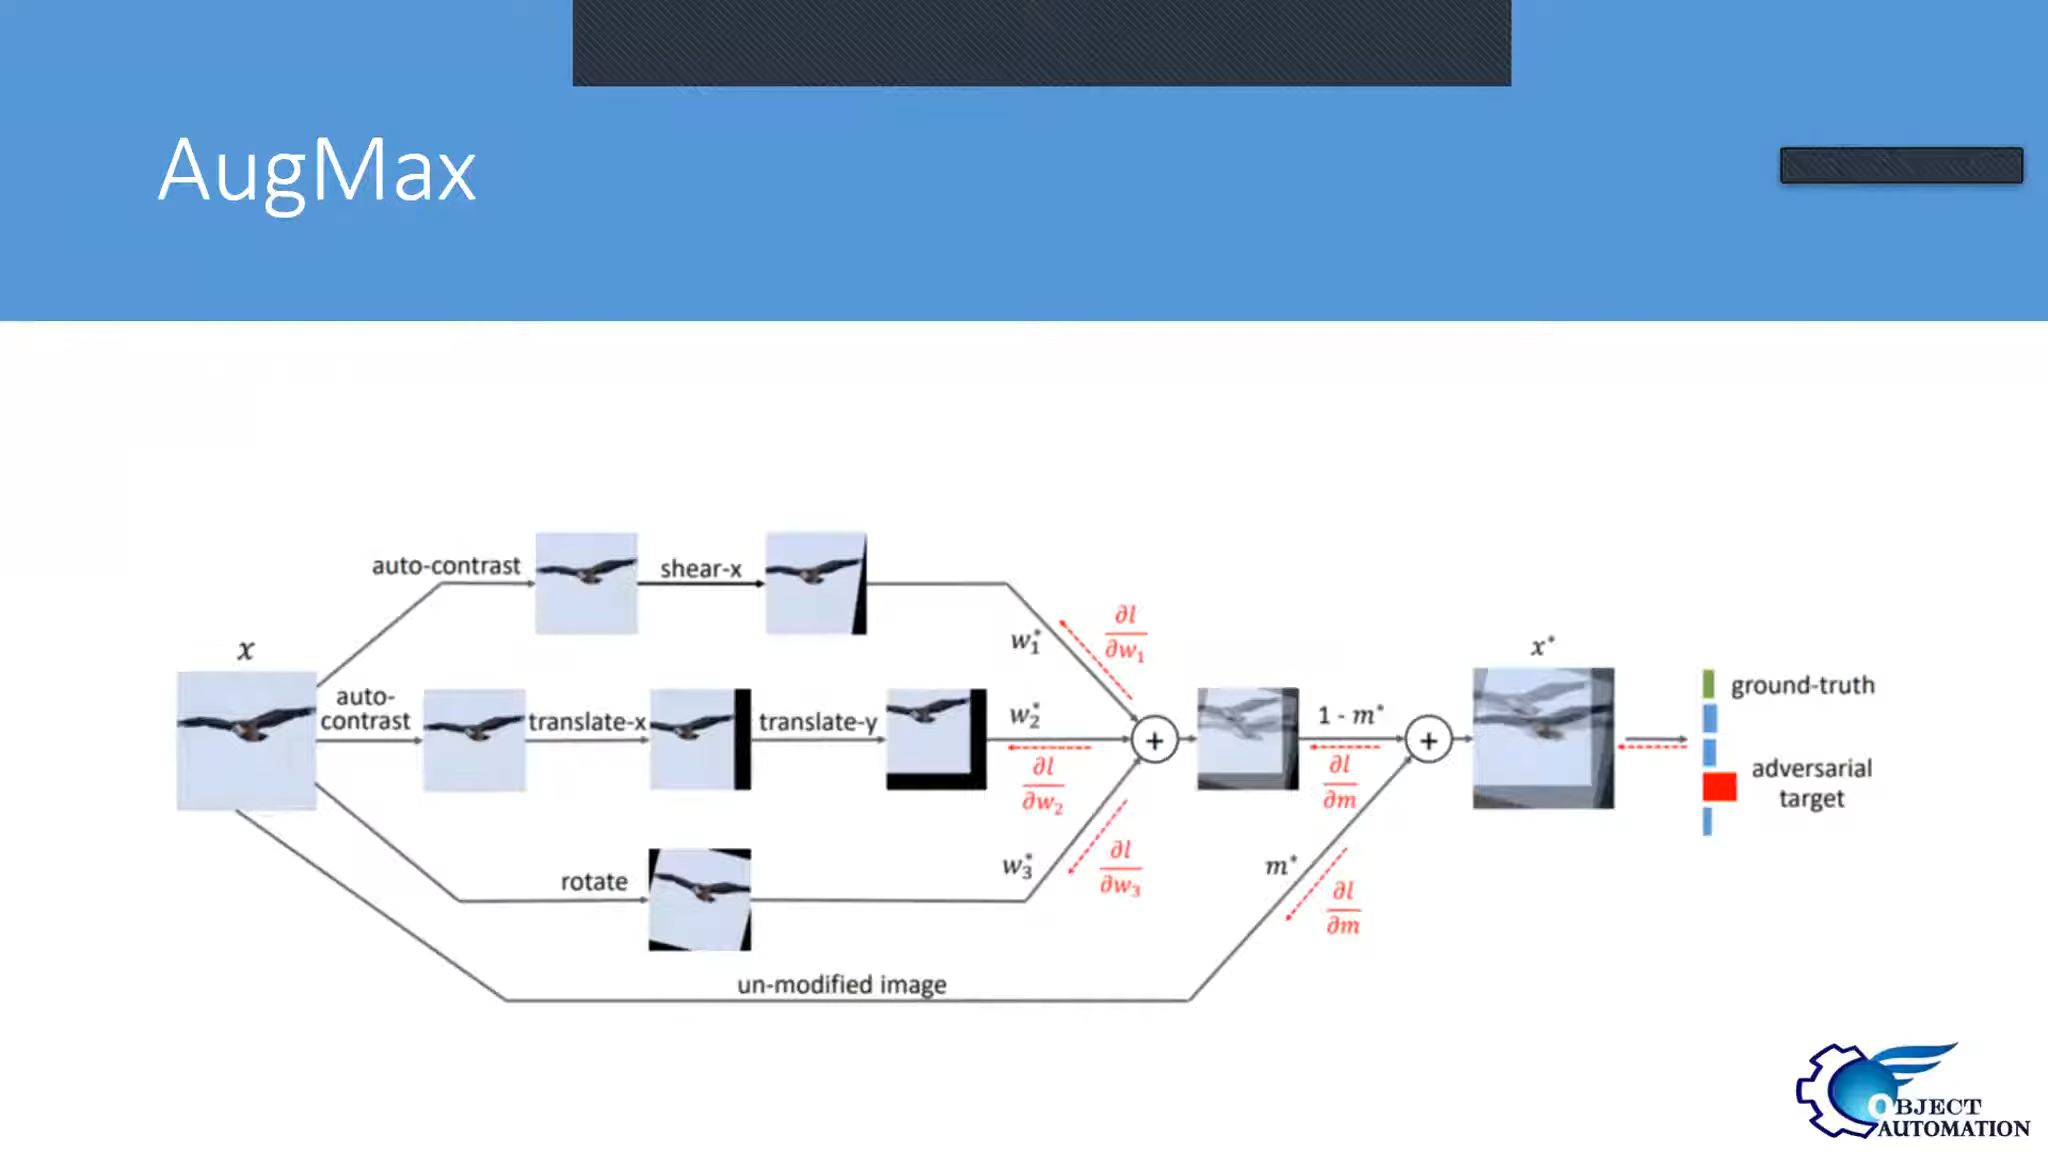 AugMax
auto-contrast
shear-x
x
auto-
contrast
translate-x
translate-y
rotate
un-modified image
w₁*
∂l
∂w₁
w₂*
∂l
∂w₂
w₃*
∂l
∂w₃
+
1 - m*
∂l
∂m
m*
∂l
∂m
+
x*
ground-truth
adversarial
target
OBJECT
AUTOMATION